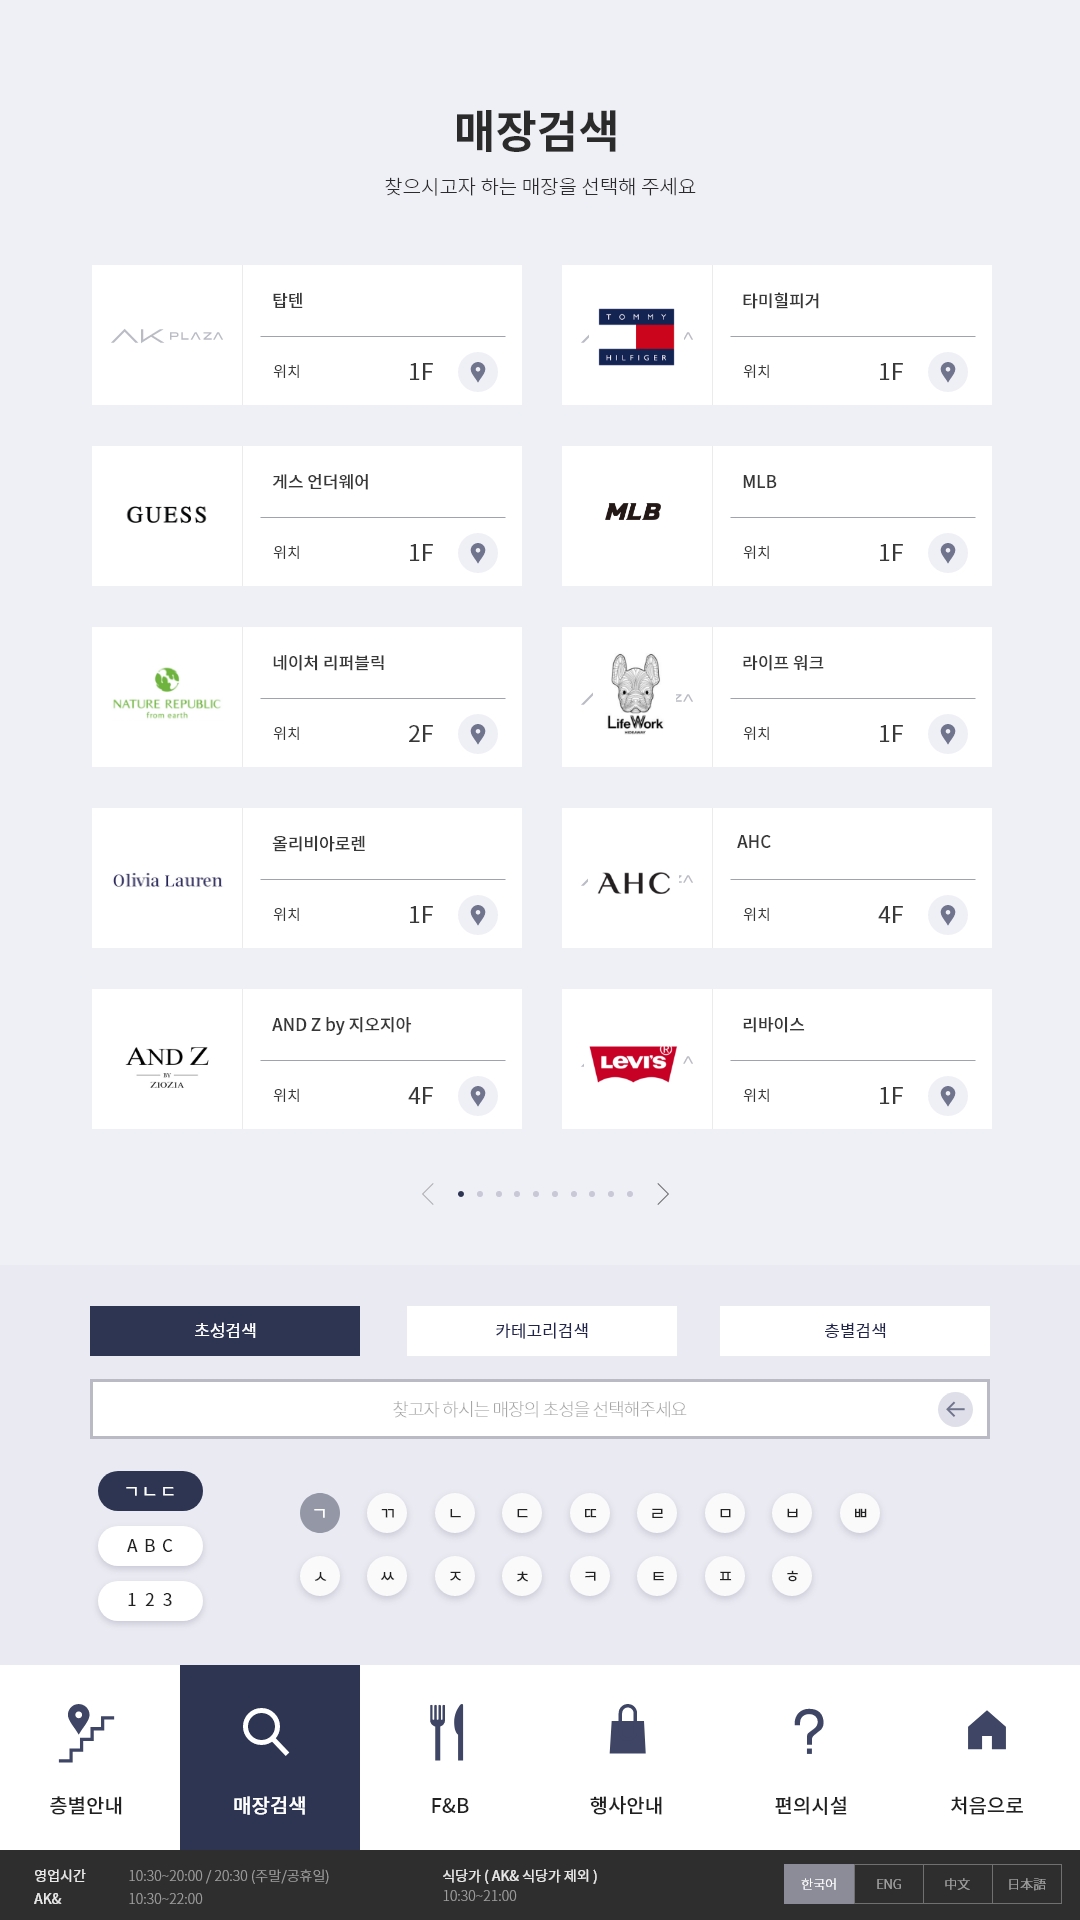 매장검색
찾으시고자 하는 매장을 선택해 주세요
AK PLAZA
탑텐
위치 1F
TOMMY
HILFIGER
타미힐피거
위치 1F
GUESS
게스 언더웨어
위치 1F
MLB
MLB
위치 1F
NATURE REPUBLIC
from earth
네이처 리퍼블릭
위치 2F
LifeWork
HIDEAWAY
라이프 워크
위치 1F
Olivia Lauren
올리비아로렌
위치 1F
AHC
AHC
위치 4F
AND Z
BY
ZIOZIA
AND Z by 지오지아
위치 4F
LEVI'S®
리바이스
위치 1F
초성검색 카테고리검색 층별검색
찾고자 하시는 매장의 초성을 선택해주세요
ㄱㄴㄷ
A B C
1 2 3
ㄱ ㄲ ㄴ ㄷ ㄸ ㄹ ㅁ ㅂ ㅃ
ㅅ ㅆ ㅈ ㅊ ㅋ ㅌ ㅍ ㅎ
층별안내 매장검색 F&B 행사안내 편의시설 처음으로
영업시간 10:30~20:00 / 20:30 (주말/공휴일)
AK& 10:30~22:00
식당가 ( AK& 식당가 제외 )
10:30~21:00
한국어 ENG 中文 日本語